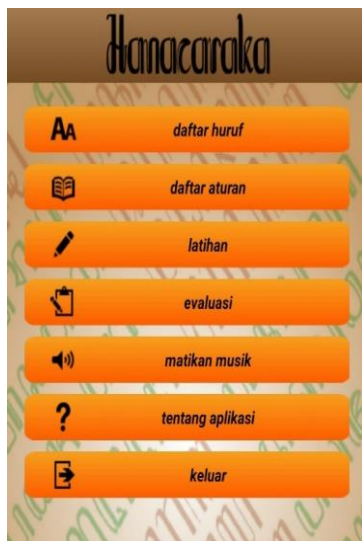 Hanacaraka
daftar huruf
daftar aturan
latihan
evaluasi
matikan musik
tentang aplikasi
keluar